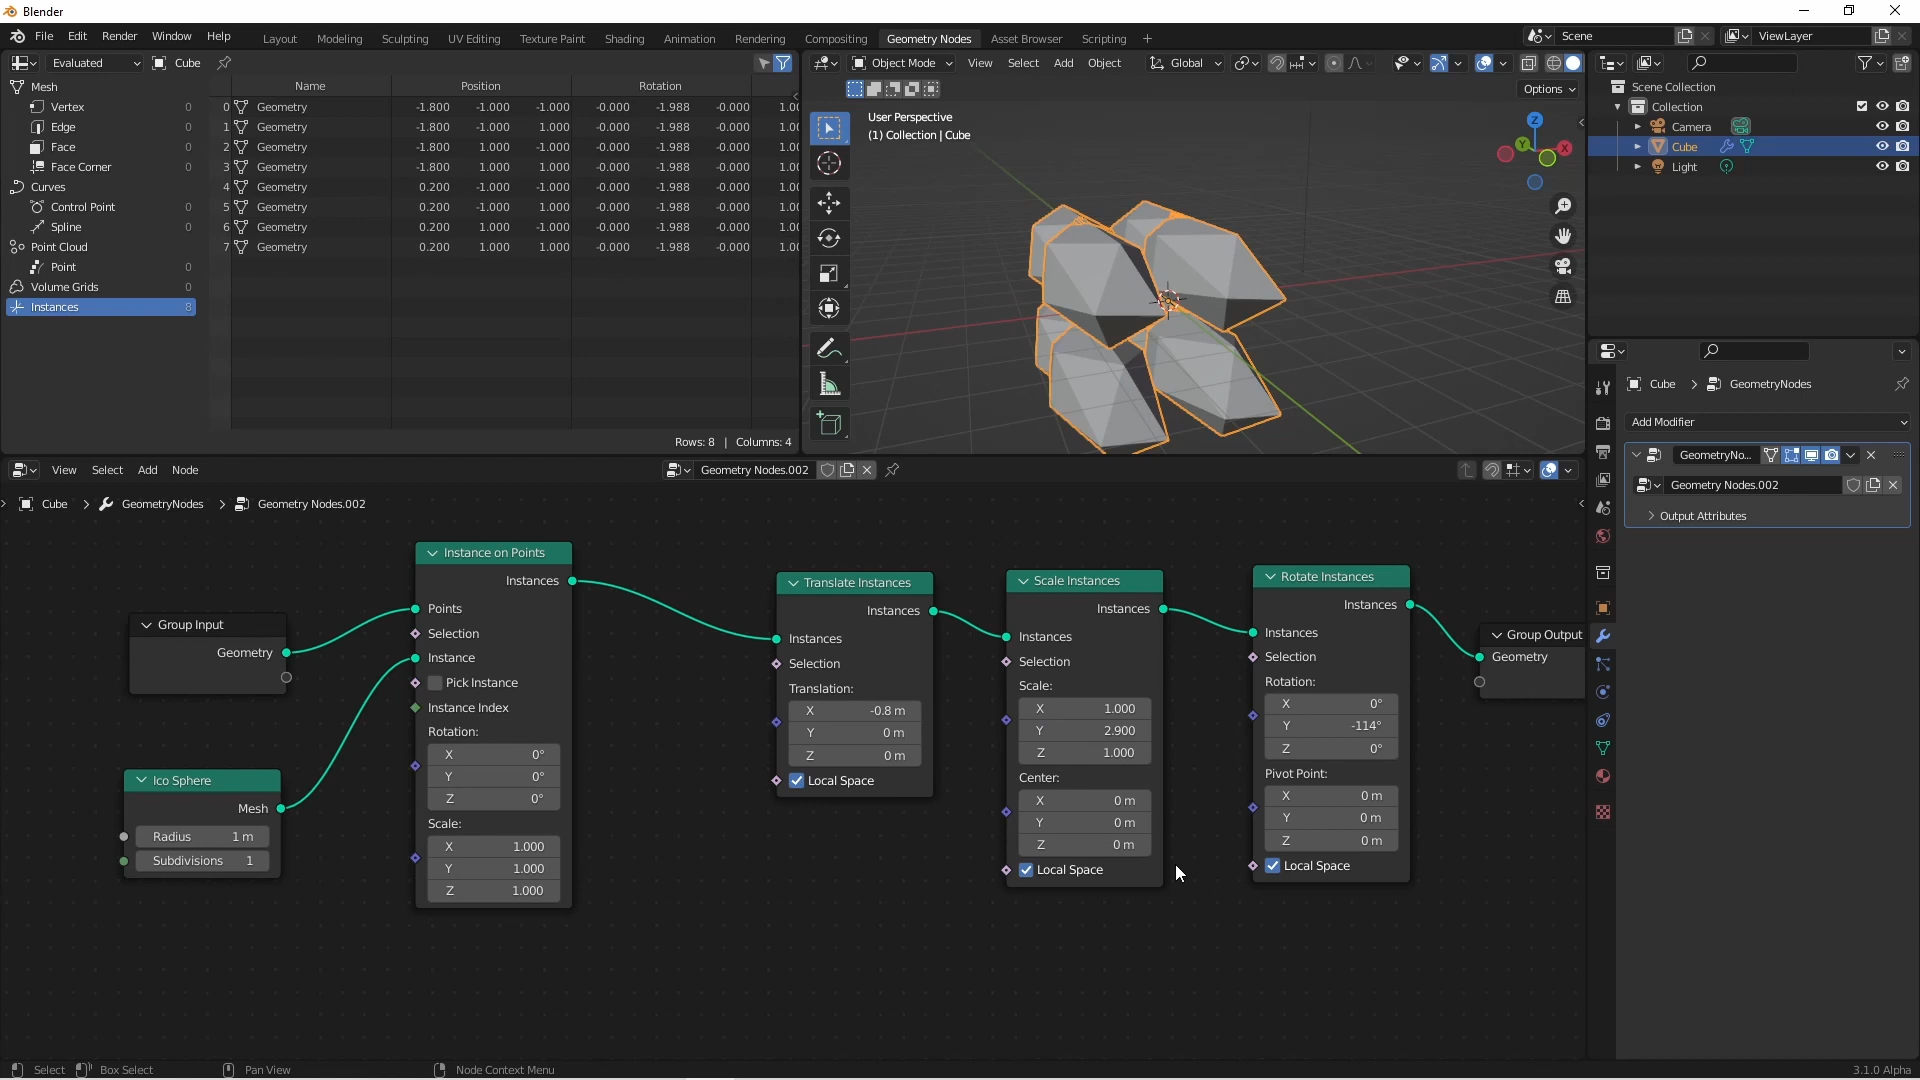 Blender
File Edit Render Window Help
Layout Modeling Sculpting UV Editing Texture Paint Shading Animation Rendering Compositing Geometry Nodes Asset Browser Scripting +
Scene
ViewLayer
Evaluated Cube
Mesh
Vertex 0
Edge 0
Face 0
Face Corner 0
Curves
Control Point 0
Spline 0
Point Cloud
Point 0
Volume Grids 0
Instances 8
Name Position Rotation
0 Geometry -1.800 -1.000 -1.000 -0.000 -1.988 -0.000 1.00
1 Geometry -1.800 -1.000 1.000 -0.000 -1.988 -0.000 1.00
2 Geometry -1.800 1.000 1.000 -0.000 -1.988 -0.000 1.00
3 Geometry -1.800 1.000 1.000 -0.000 -1.988 -0.000 1.00
4 Geometry 0.200 -1.000 1.000 -0.000 -1.988 -0.000 1.00
5 Geometry 0.200 -1.000 1.000 -0.000 -1.988 -0.000 1.00
6 Geometry 0.200 1.000 1.000 -0.000 -1.988 -0.000 1.00
7 Geometry 0.200 1.000 1.000 -0.000 -1.988 -0.000 1.00
Rows: 8 | Columns: 4
Object Mode View Select Add Object Global
Options
User Perspective
(1) Collection | Cube
Z
Y
X
Scene Collection
Collection
Camera
Cube
Light
Cube > GeometryNodes
Add Modifier
GeometryNo...
Geometry Nodes.002
Output Attributes
View Select Add Node
Geometry Nodes.002
Cube > GeometryNodes > Geometry Nodes.002
Group Input
Geometry
Ico Sphere
Mesh
Radius 1 m
Subdivisions 1
Instance on Points
Instances
Points
Selection
Instance
Pick Instance
Instance Index
Rotation:
X 0°
Y 0°
Z 0°
Scale:
X 1.000
Y 1.000
Z 1.000
Translate Instances
Instances
Instances
Selection
Translation:
X -0.8 m
Y 0 m
Z 0 m
Local Space
Scale Instances
Instances
Instances
Selection
Scale:
X 1.000
Y 2.900
Z 1.000
Center:
X 0 m
Y 0 m
Z 0 m
Local Space
Rotate Instances
Instances
Instances
Selection
Rotation:
X 0°
Y -114°
Z 0°
Pivot Point:
X 0 m
Y 0 m
Z 0 m
Local Space
Group Output
Geometry
Select Box Select Pan View Node Context Menu
3.1.0 Alpha